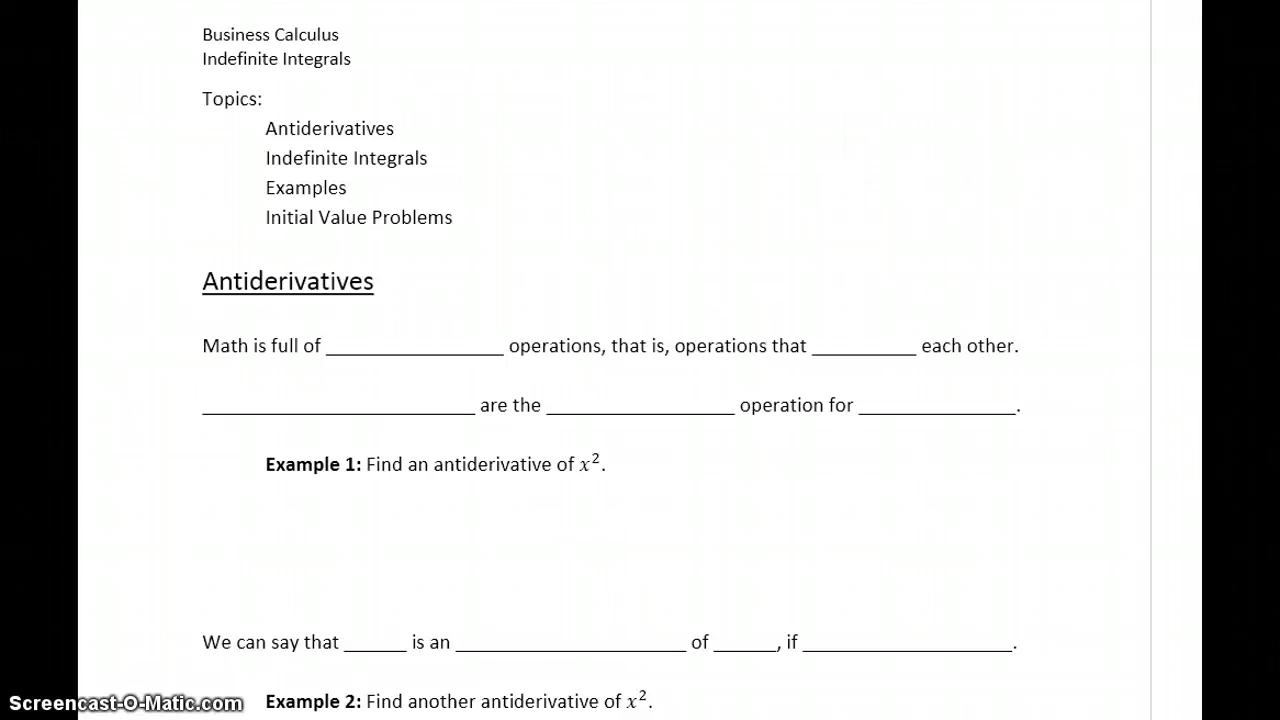 Business Calculus
Indefinite Integrals
Topics:
Antiderivatives
Indefinite Integrals
Examples
Initial Value Problems
Antiderivatives
Math is full of _________________ operations, that is, operations that __________ each other.
__________________________ are the __________________ operation for _______________.
Example 1: Find an antiderivative of x².
We can say that ______ is an ______________________ of ______, if ____________________.
Example 2: Find another antiderivative of x².
Screencast-O-Matic.com